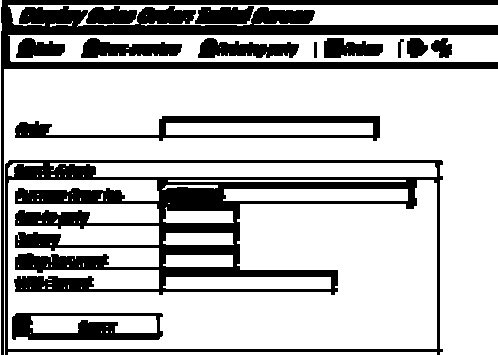 Display Sales Order: Initial Screen
Sales Item overview Ordering party Orders
Order
Search Criteria
Purchase Order No.
Sold-to party
Delivery
Billing Document
WBS Element
Search